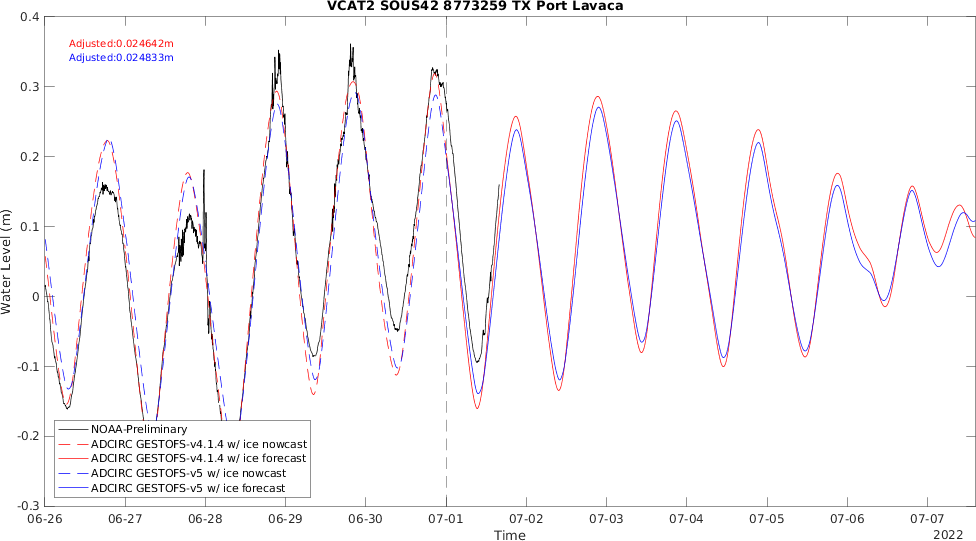 VCAT2 SOUS42 8773259 TX Port Lavaca
Adjusted:0.024642m
Adjusted:0.024833m
Water Level (m)
0.4
0.3
0.2
0.1
0
-0.1
-0.2
-0.3
NOAA-Preliminary
ADCIRC GESTOFS-v4.1.4 w/ ice nowcast
ADCIRC GESTOFS-v4.1.4 w/ ice forecast
ADCIRC GESTOFS-v5 w/ ice nowcast
ADCIRC GESTOFS-v5 w/ ice forecast
06-26 06-27 06-28 06-29 06-30 07-01 07-02 07-03 07-04 07-05 07-06 07-07
Time
2022